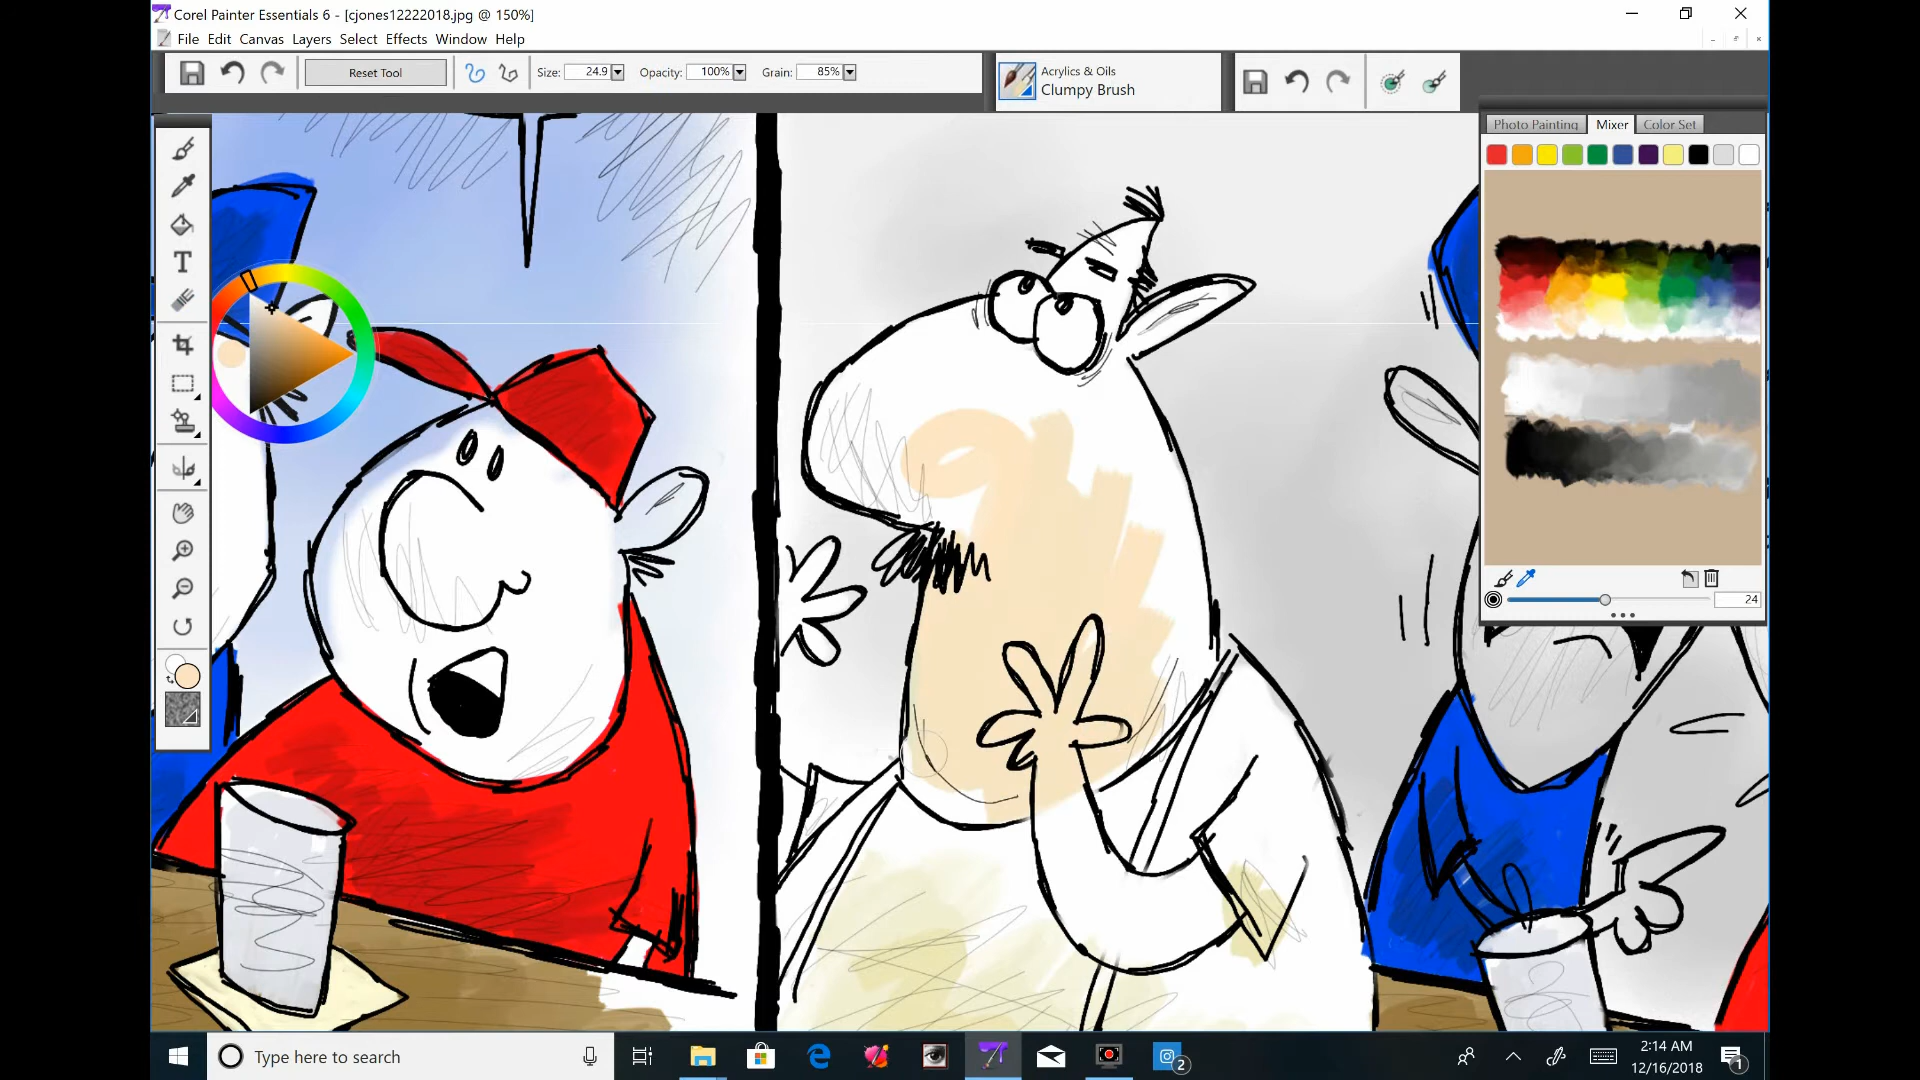 Corel Painter Essentials 6 - [cjones12222018.jpg @ 150%]
File Edit Canvas Layers Select Effects Window Help
Reset Tool
Size: 24.9
Opacity: 100%
Grain: 85%
Acrylics & Oils
Clumpy Brush
Photo Painting
Mixer
Color Set
24
Type here to search
2
2:14 AM
12/16/2018
1